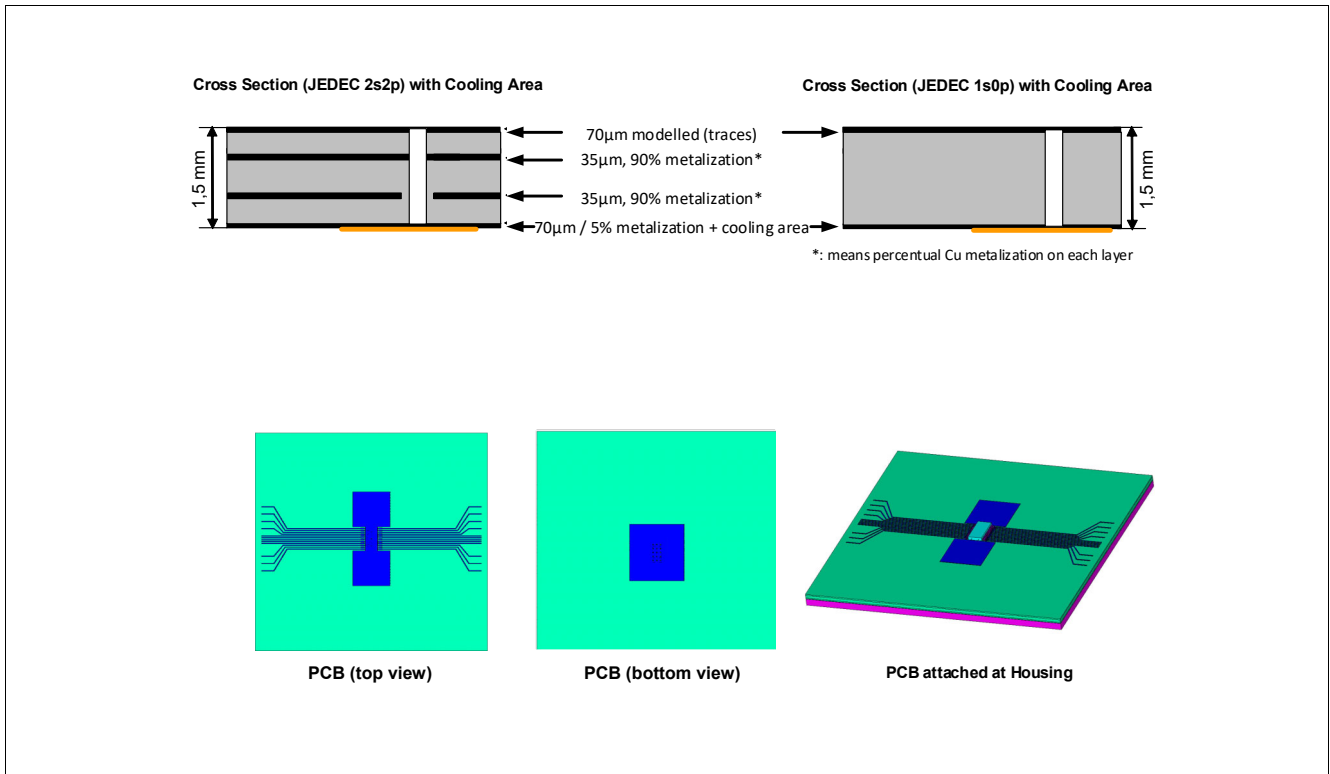 Cross Section (JEDEC 2s2p) with Cooling Area
Cross Section (JEDEC 1s0p) with Cooling Area
1,5 mm
70µm modelled (traces)
35µm, 90% metalization*
35µm, 90% metalization*
70µm / 5% metalization + cooling area
1,5 mm
*: means percentual Cu metalization on each layer
PCB (top view)
PCB (bottom view)
PCB attached at Housing